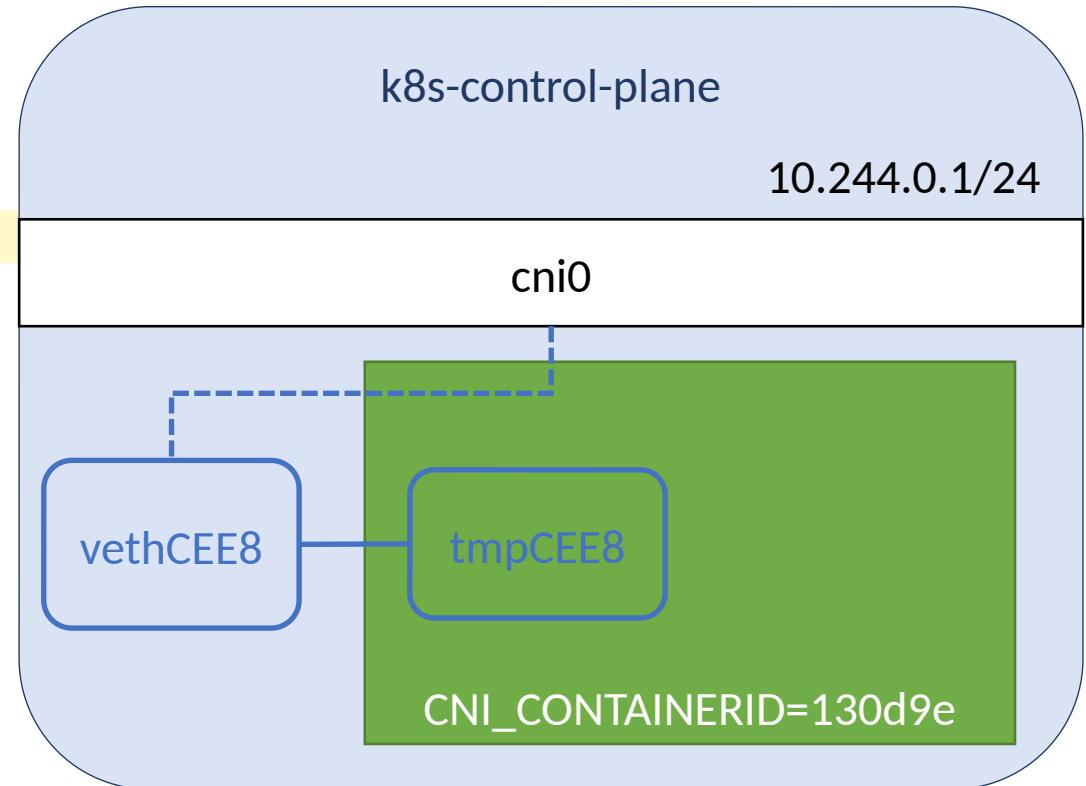 k8s-control-plane
10.244.0.1/24
cni0
vethCEE8
tmpCEE8
CNI_CONTAINERID=130d9e